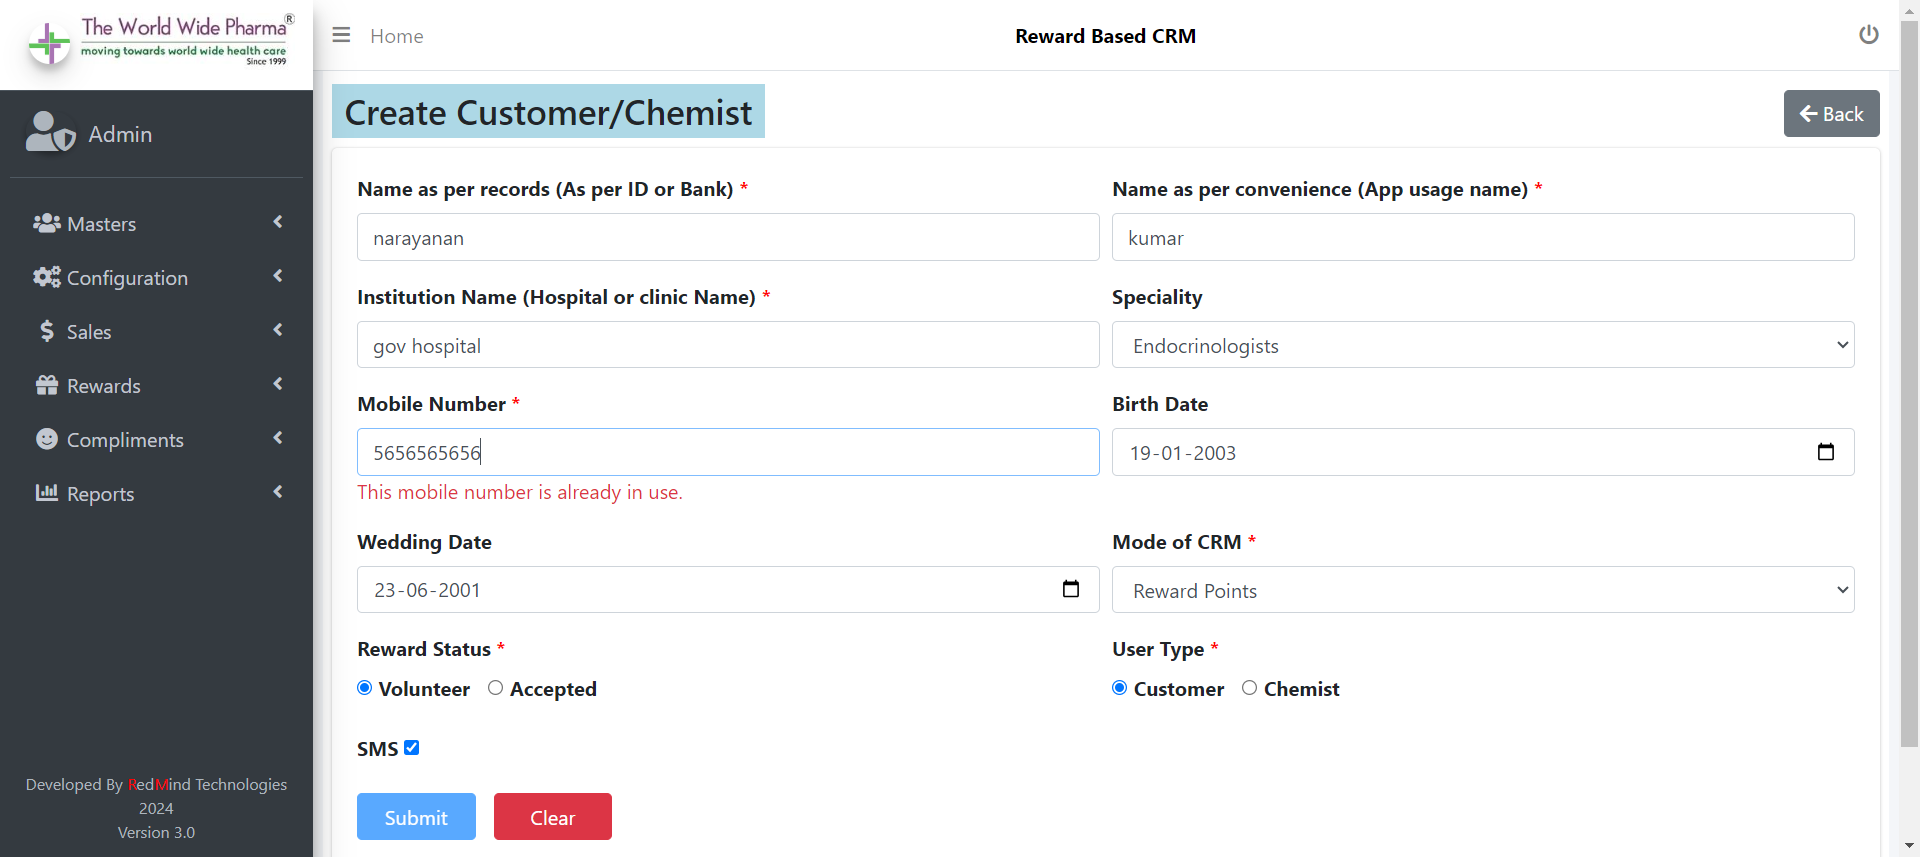 The World Wide Pharma®
moving towards world wide health care
Since 1999
Home
Reward Based CRM
Admin
Masters
Configuration
Sales
Rewards
Compliments
Reports
Developed By RedMind Technologies
2024
Version 3.0
Create Customer/Chemist
Back
Name as per records (As per ID or Bank) *
narayanan
Name as per convenience (App usage name) *
kumar
Institution Name (Hospital or clinic Name) *
gov hospital
Speciality
Endocrinologists
Mobile Number *
5656565656
This mobile number is already in use.
Birth Date
19-01-2003
Wedding Date
23-06-2001
Mode of CRM *
Reward Points
Reward Status *
Volunteer Accepted
User Type *
Customer Chemist
SMS
Submit Clear